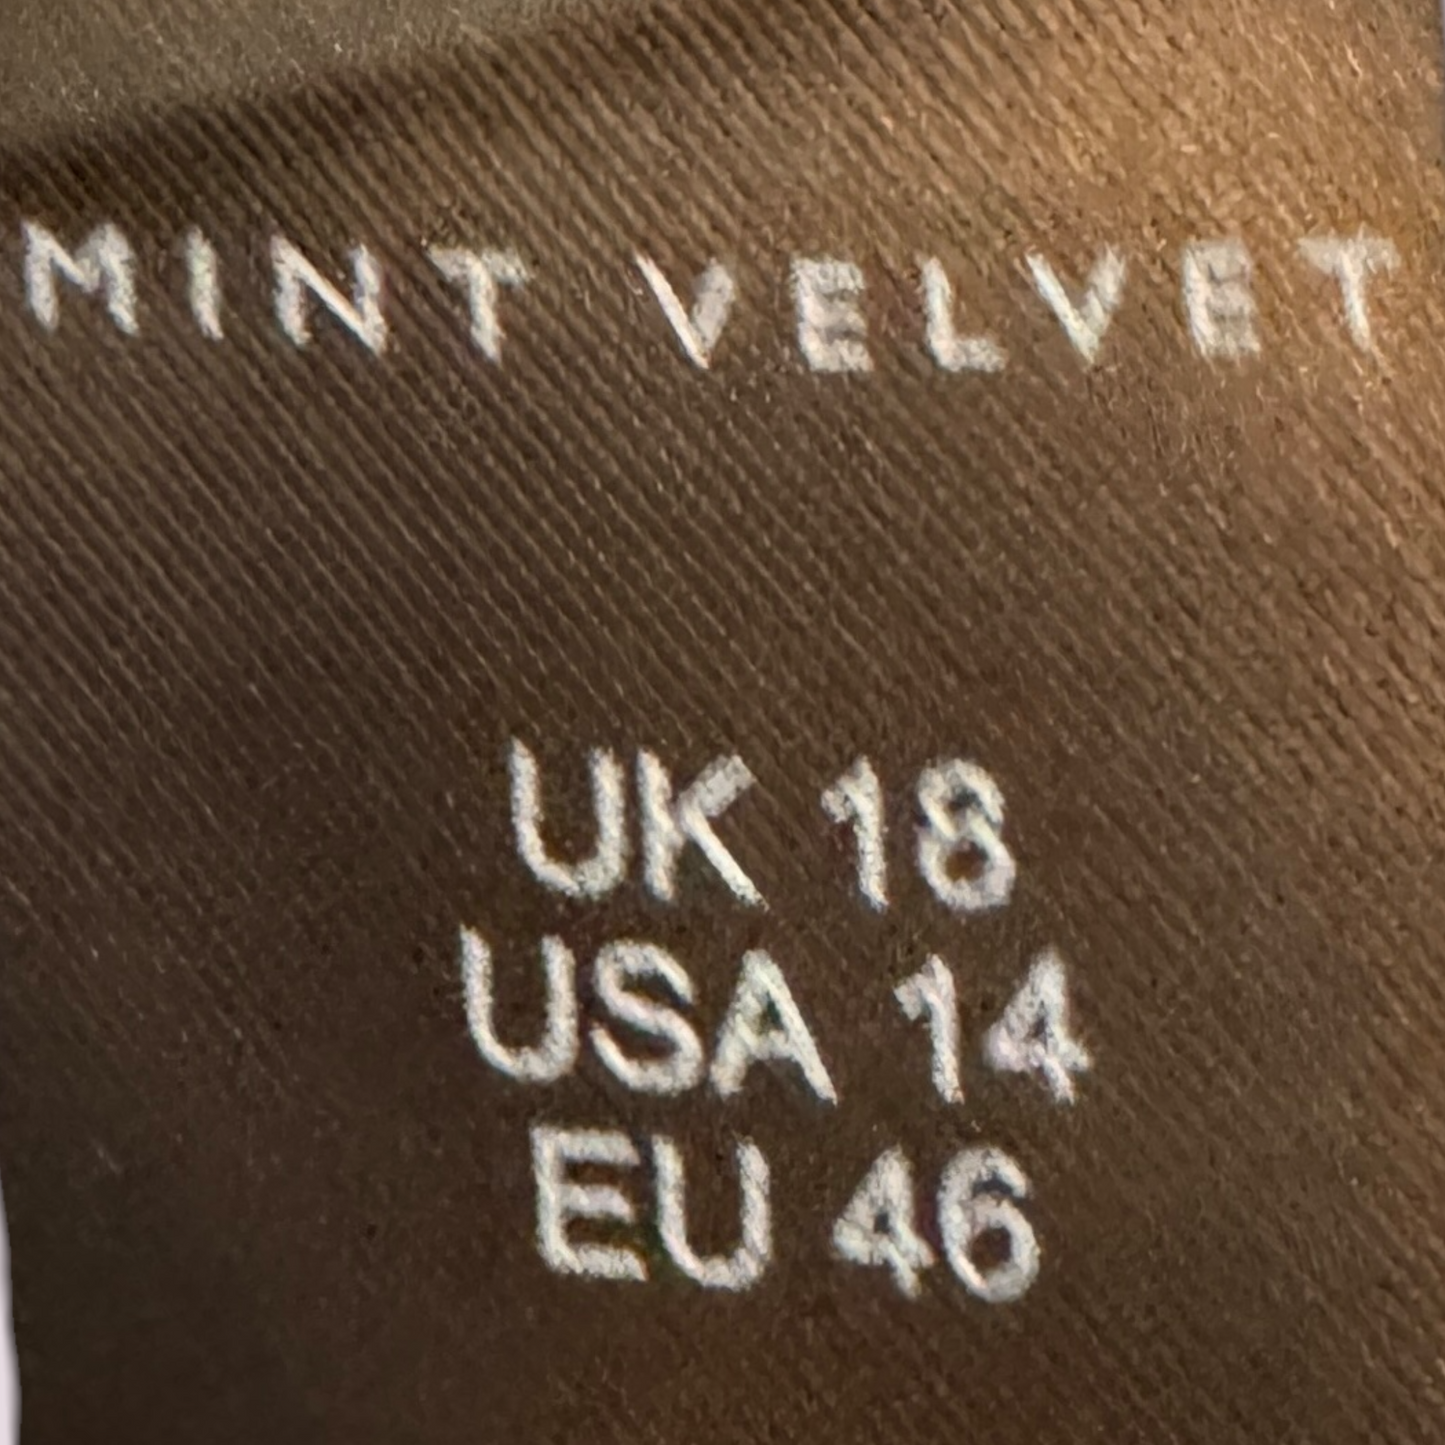 MINT VELVET
UK 18
USA 14
EU 46